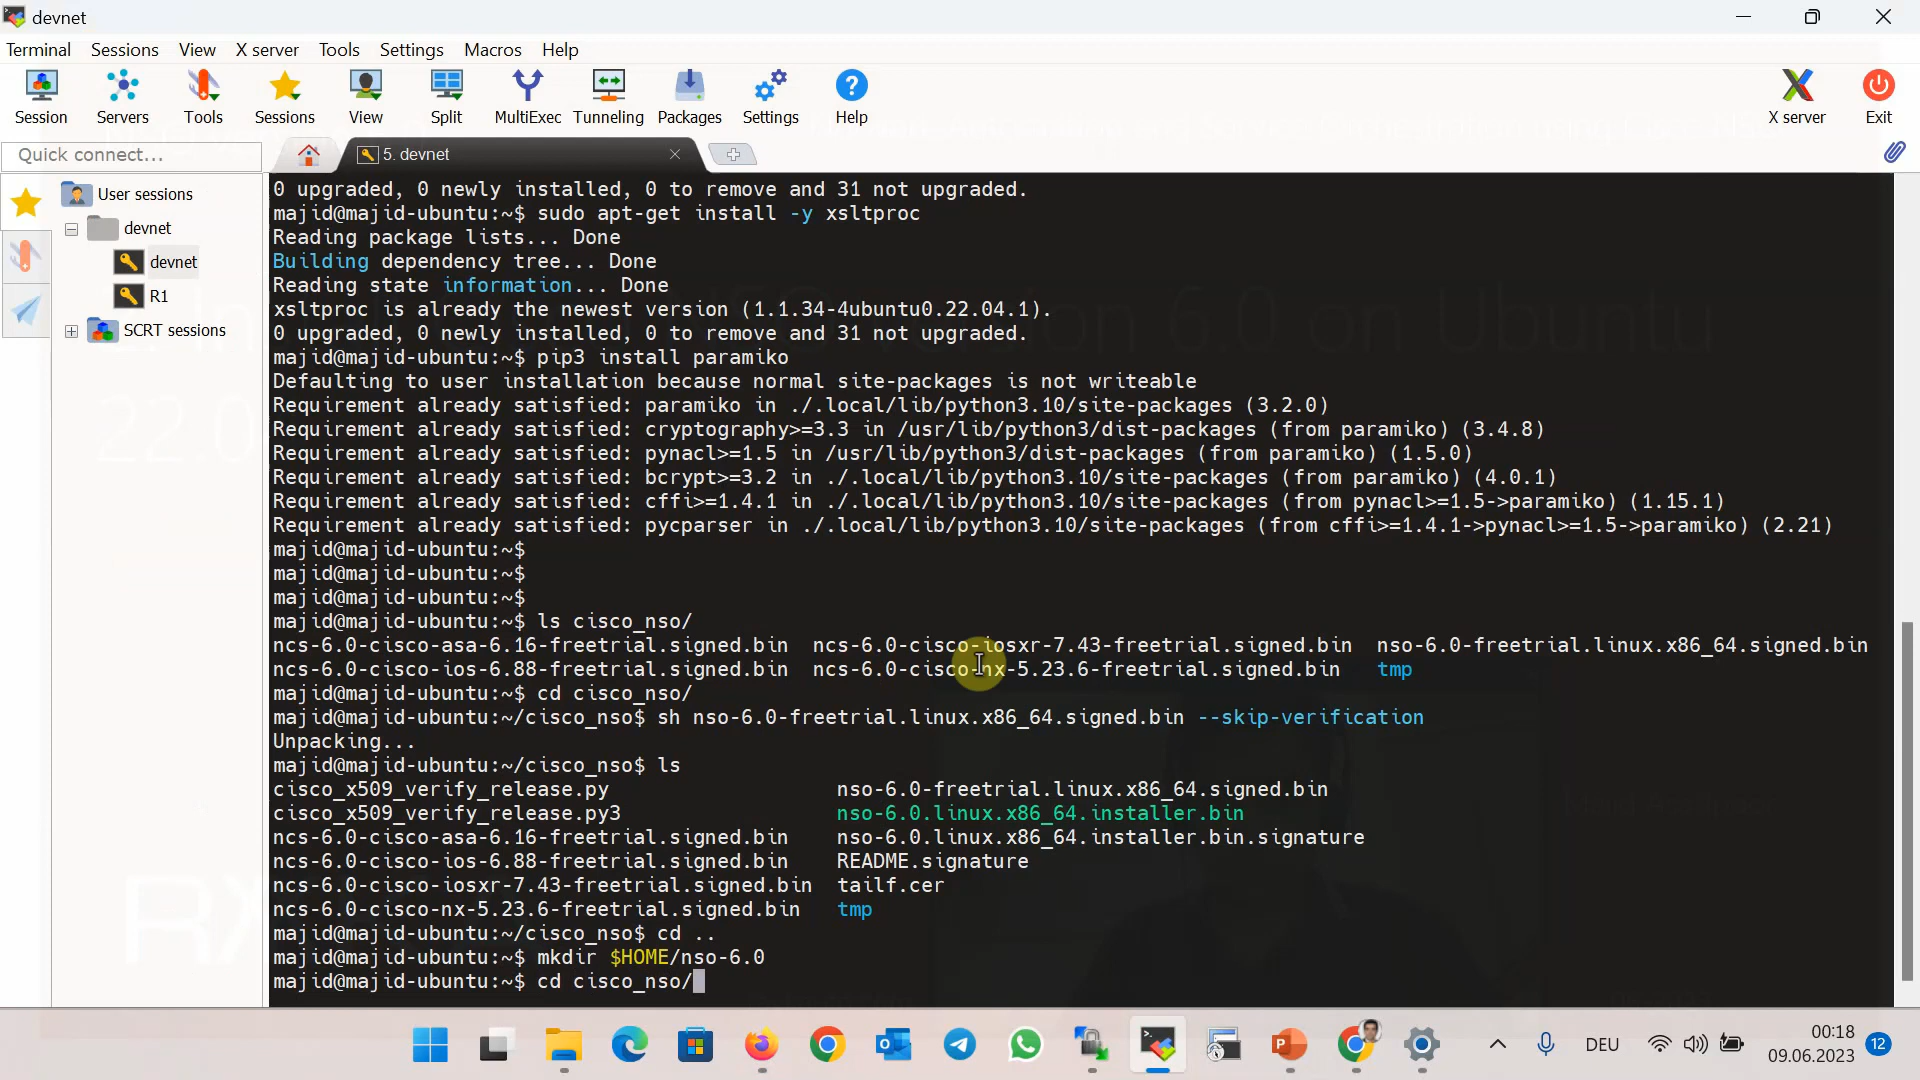 devnet
Terminal Sessions View X server Tools Settings Macros Help
Session Servers Tools Sessions View Split MultiExec Tunneling Packages Settings Help X server Exit
Quick connect... 5. devnet
User sessions
devnet
devnet
R1
SCRT sessions
0 upgraded, 0 newly installed, 0 to remove and 31 not upgraded.
majid@majid-ubuntu:~$ sudo apt-get install -y xsltproc
Reading package lists... Done
Building dependency tree... Done
Reading state information... Done
xsltproc is already the newest version (1.1.34-4ubuntu0.22.04.1).
0 upgraded, 0 newly installed, 0 to remove and 31 not upgraded.
majid@majid-ubuntu:~$ pip3 install paramiko
Defaulting to user installation because normal site-packages is not writeable
Requirement already satisfied: paramiko in ./.local/lib/python3.10/site-packages (3.2.0)
Requirement already satisfied: cryptography>=3.3 in /usr/lib/python3/dist-packages (from paramiko) (3.4.8)
Requirement already satisfied: pynacl>=1.5 in /usr/lib/python3/dist-packages (from paramiko) (1.5.0)
Requirement already satisfied: bcrypt>=3.2 in ./.local/lib/python3.10/site-packages (from paramiko) (4.0.1)
Requirement already satisfied: cffi>=1.4.1 in ./.local/lib/python3.10/site-packages (from pynacl>=1.5->paramiko) (1.15.1)
Requirement already satisfied: pycparser in ./.local/lib/python3.10/site-packages (from cffi>=1.4.1->pynacl>=1.5->paramiko) (2.21)
majid@majid-ubuntu:~$
majid@majid-ubuntu:~$
majid@majid-ubuntu:~$
majid@majid-ubuntu:~$ ls cisco_nso/
ncs-6.0-cisco-asa-6.16-freetrial.signed.bin ncs-6.0-cisco-iosxr-7.43-freetrial.signed.bin nso-6.0-freetrial.linux.x86_64.signed.bin
ncs-6.0-cisco-ios-6.88-freetrial.signed.bin ncs-6.0-cisco-nx-5.23.6-freetrial.signed.bin tmp
majid@majid-ubuntu:~$ cd cisco_nso/
majid@majid-ubuntu:~/cisco_nso$ sh nso-6.0-freetrial.linux.x86_64.signed.bin --skip-verification
Unpacking...
majid@majid-ubuntu:~/cisco_nso$ ls
cisco_x509_verify_release.py nso-6.0-freetrial.linux.x86_64.signed.bin
cisco_x509_verify_release.py3 nso-6.0.linux.x86_64.installer.bin
ncs-6.0-cisco-asa-6.16-freetrial.signed.bin nso-6.0.linux.x86_64.installer.bin.signature
ncs-6.0-cisco-ios-6.88-freetrial.signed.bin README.signature
ncs-6.0-cisco-iosxr-7.43-freetrial.signed.bin tailf.cer
ncs-6.0-cisco-nx-5.23.6-freetrial.signed.bin tmp
majid@majid-ubuntu:~/cisco_nso$ cd ..
majid@majid-ubuntu:~$ mkdir $HOME/nso-6.0
majid@majid-ubuntu:~$ cd cisco_nso/
DEU 00:18 12
09.06.2023